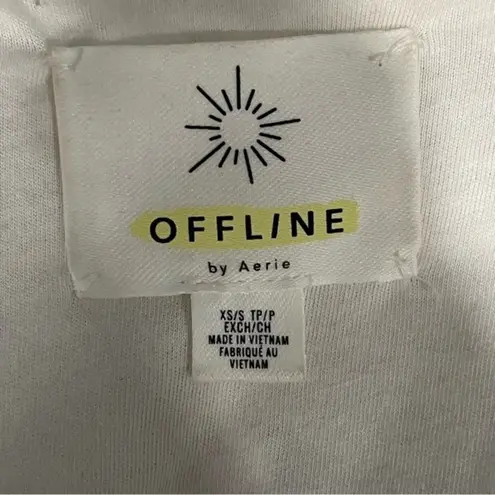 OFFLINE
by Aerie
XS/S TP/P
EXCH/CH
MADE IN VIETNAM
FABRIQUÉ AU
VIETNAM